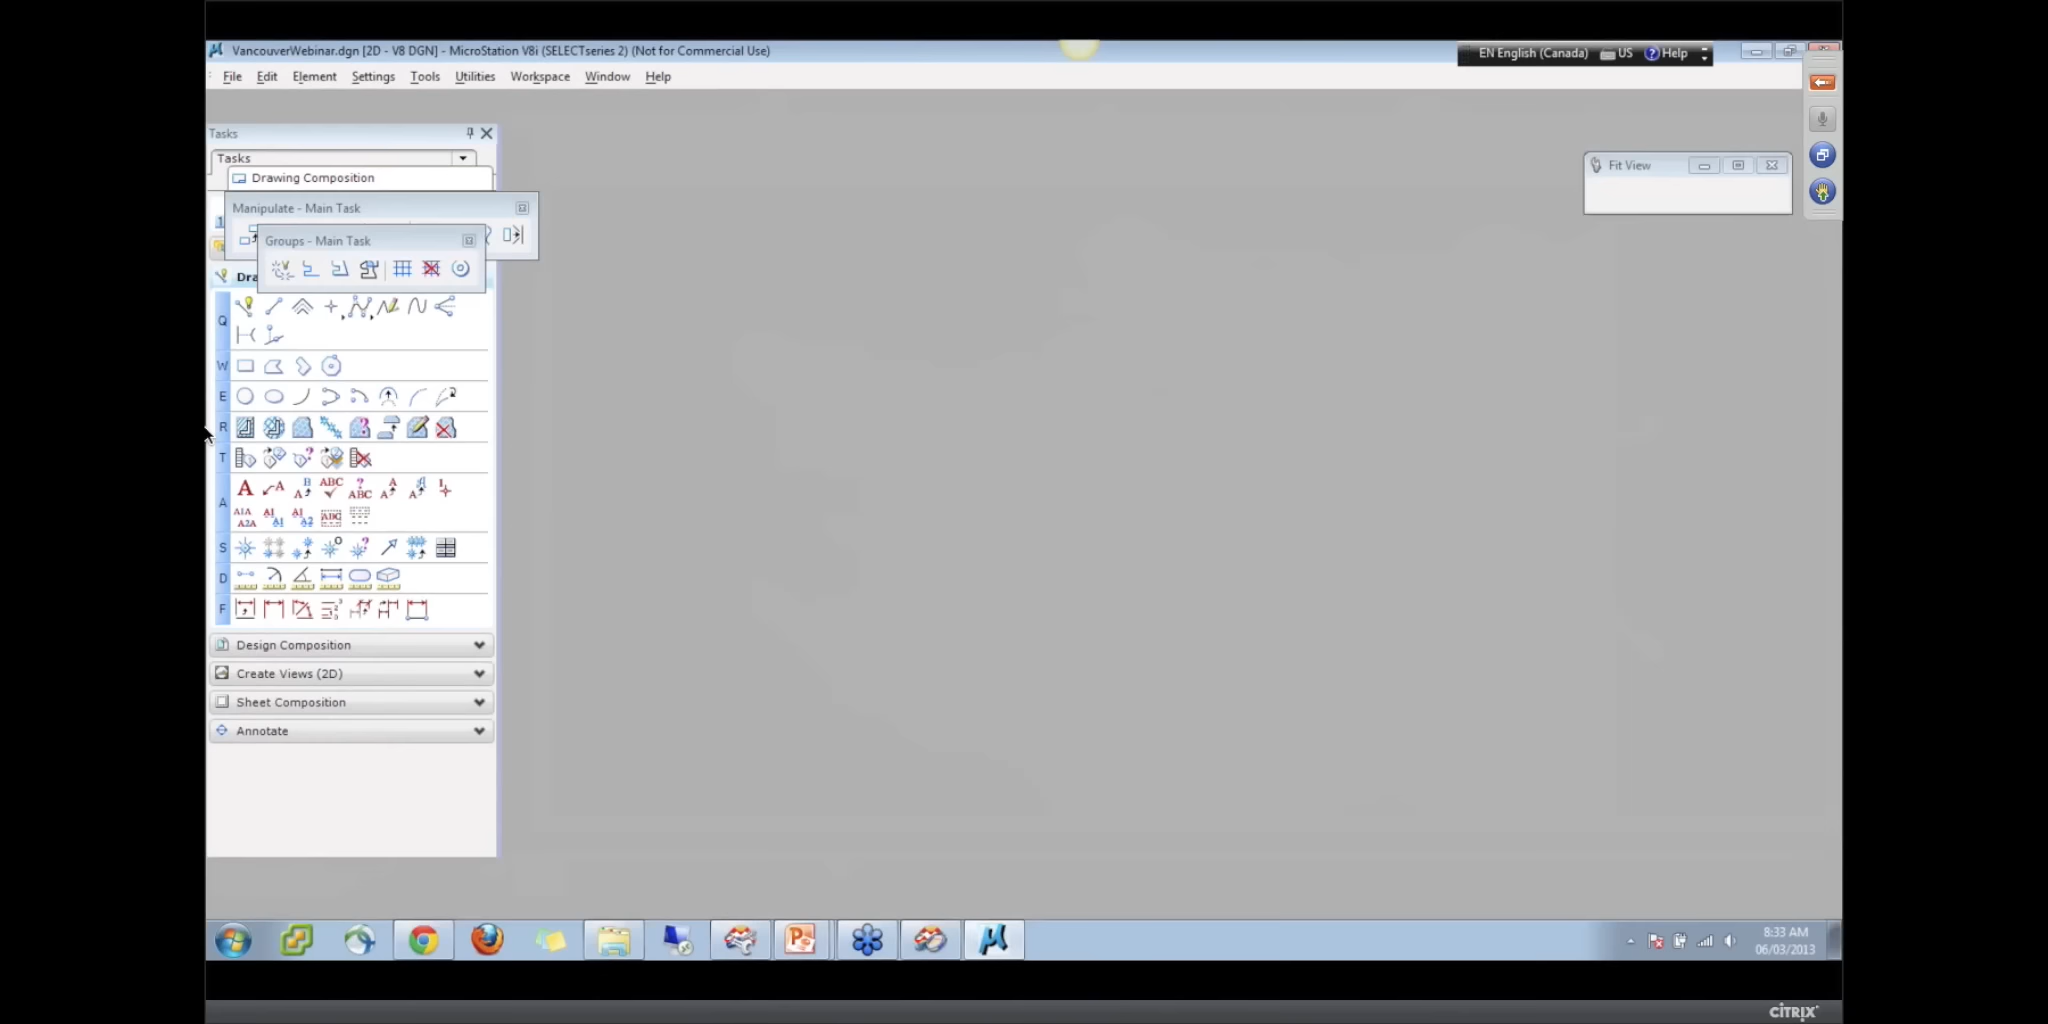 VancouverWebinar.dgn [2D - V8 DGN] - MicroStation V8i (SELECTseries 2) (Not for Commercial Use)
EN English (Canada) US Help
File Edit Element Settings Tools Utilities Workspace Window Help
Tasks
Tasks
Drawing Composition
Fit View
Manipulate - Main Task
Groups - Main Task
Dra
Q
W
E
R
T
A
S
D
F
Design Composition
Create Views (2D)
Sheet Composition
Annotate
8:33 AM
06/03/2013
CITRIX